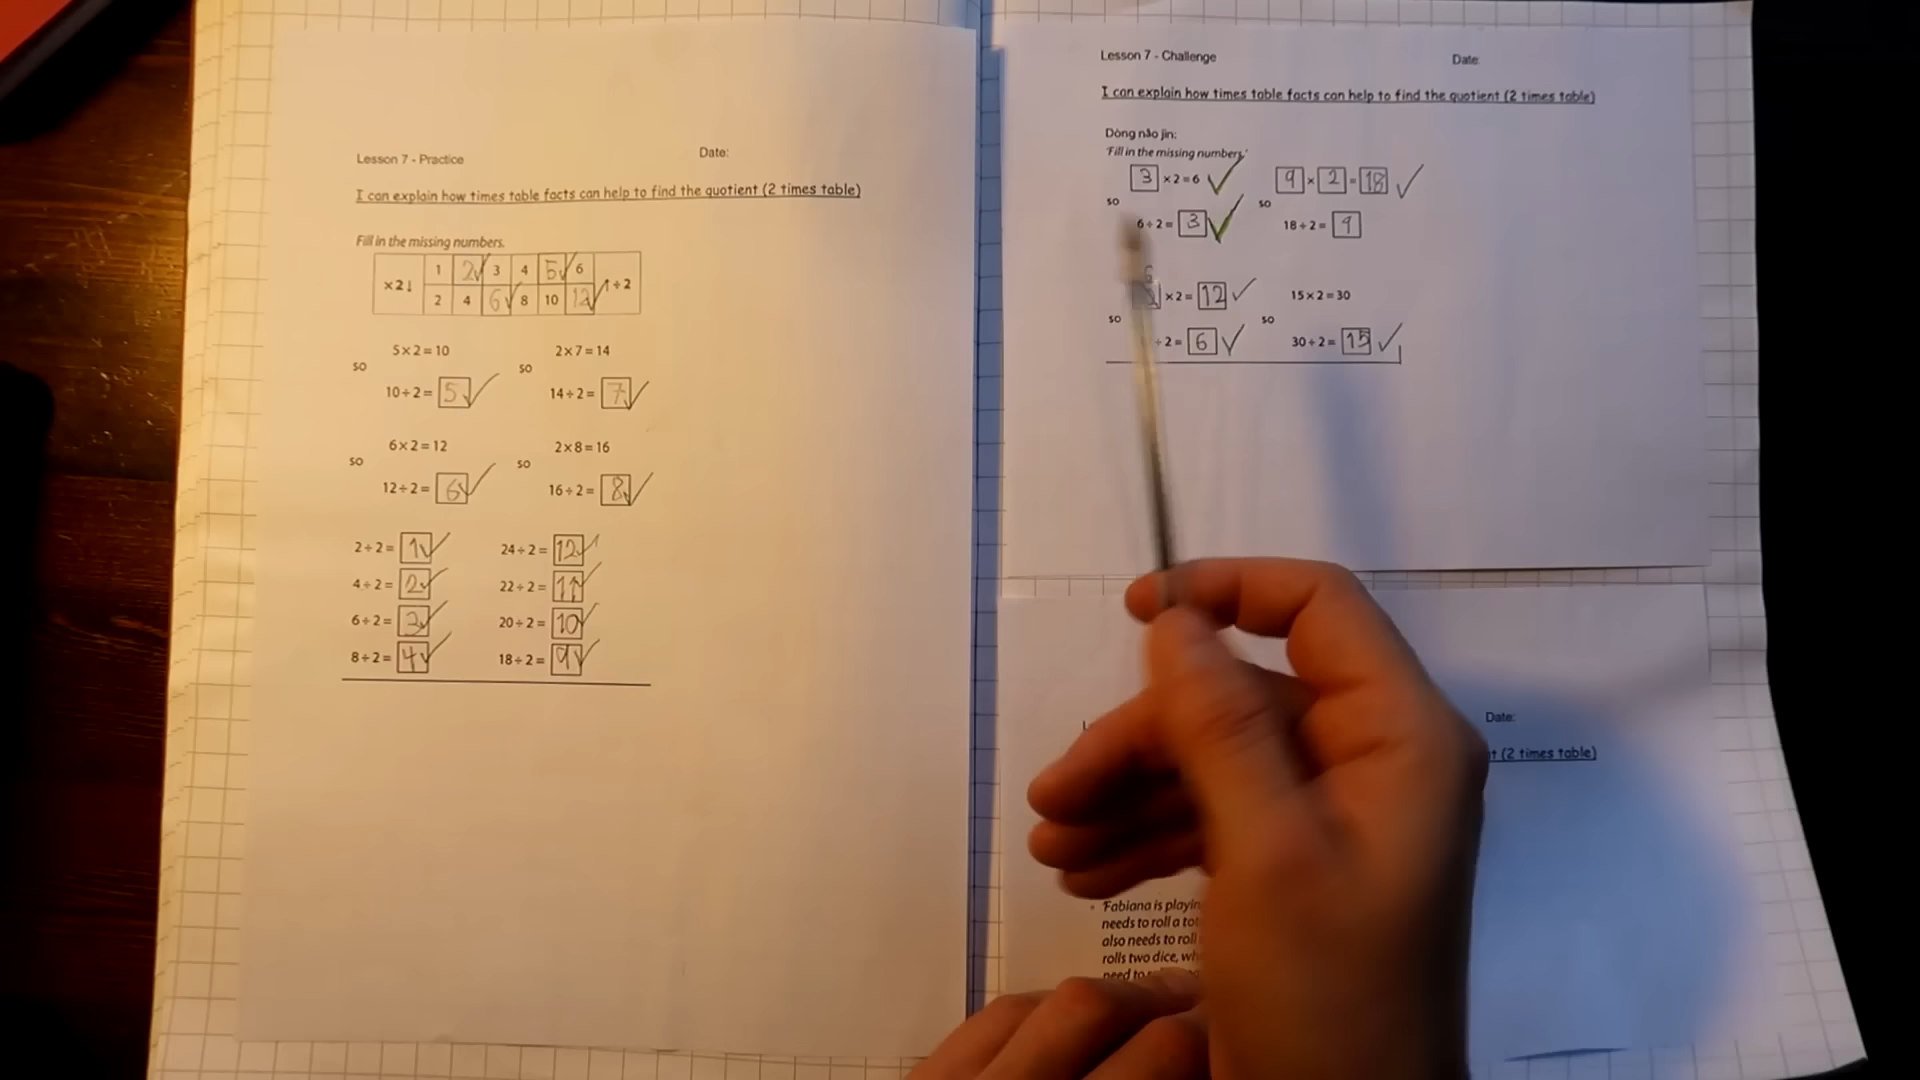 Lesson 7 - Practice
Date:
I can explain how times table facts can help to find the quotient (2 times table)
Fill in the missing numbers.
×2↓ 1 2 3 4 5 6 ↑÷2
2 4 6 8 10 12
5×2=10 2×7=14
so so
10÷2= 5 14÷2= 7
6×2=12 2×8=16
so so
12÷2= 6 16÷2= 8
2÷2= 1 24÷2= 12
4÷2= 2 22÷2= 11
6÷2= 3 20÷2= 10
8÷2= 4 18÷2= 9
Lesson 7 - Challenge
Date
I can explain how times table facts can help to find the quotient (2 times table)
Dòng nǎo jīn:
'Fill in the missing numbers.'
3 ×2=6 9 × 2 = 18
so so
6÷2= 3 18÷2= 9
6
×2= 12 15×2=30
so so
÷2= 6 30÷2= 15
Date:
(2 times table)
Fabiana is
needs to roll a
also needs to roll
rolls two dice,
need to